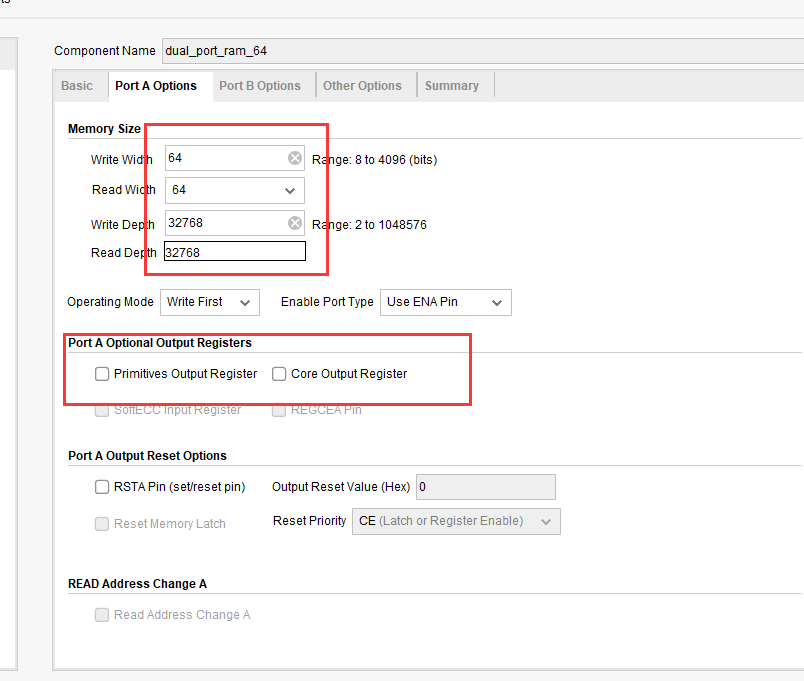 Component Name dual_port_ram_64
Basic Port A Options Port B Options Other Options Summary
Memory Size
Write Width 64 Range: 8 to 4096 (bits)
Read Width 64
Write Depth 32768 Range: 2 to 1048576
Read Depth 32768
Operating Mode Write First Enable Port Type Use ENA Pin
Port A Optional Output Registers
Primitives Output Register Core Output Register
SoftECC Input Register REGCEA Pin
Port A Output Reset Options
RSTA Pin (set/reset pin) Output Reset Value (Hex) 0
Reset Memory Latch Reset Priority CE (Latch or Register Enable)
READ Address Change A
Read Address Change A